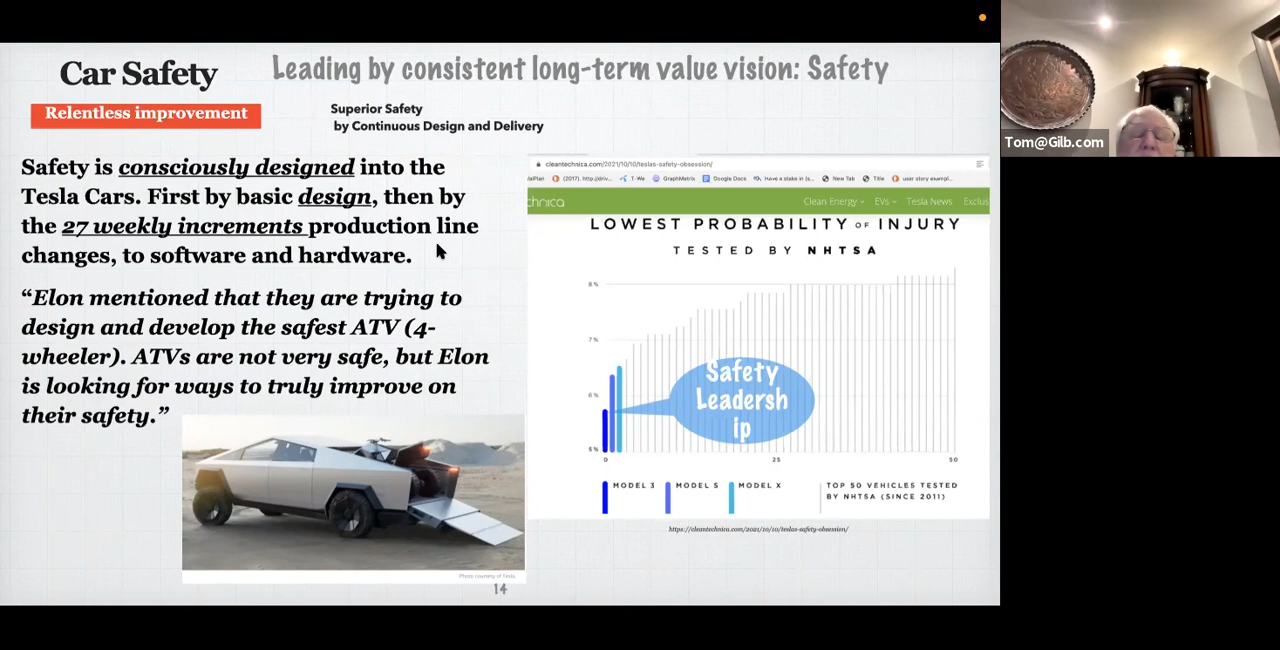 Car Safety
Leading by consistent long-term value vision: Safety
Relentless improvement
Superior Safety
by Continuous Design and Delivery
Safety is consciously designed into the
Tesla Cars. First by basic design, then by
the 27 weekly increments production line
changes, to software and hardware.
“Elon mentioned that they are trying to
design and develop the safest ATV (4-
wheeler). ATVs are not very safe, but Elon
is looking for ways to truly improve on
their safety.”
Photo courtesy of Tesla.
14
cleantechnica.com/2021/10/10/teslas-safety-obsession/
(2017). http://driv... T-We GraphMatrix Google Docs Have a stake in (s... New Tab Title user story exampl...
chnica Clean Energy EVs Tesla News Exclus
LOWEST PROBABILITY OF INJURY
TESTED BY NHTSA
8%
7%
6%
5%
0 25 50
Safety
Leadersh
ip
MODEL 3 MODEL S MODEL X TOP 50 VEHICLES TESTED
BY NHTSA (SINCE 2011)
https://cleantechnica.com/2021/10/10/teslas-safety-obsession/
Tom@Gilb.com